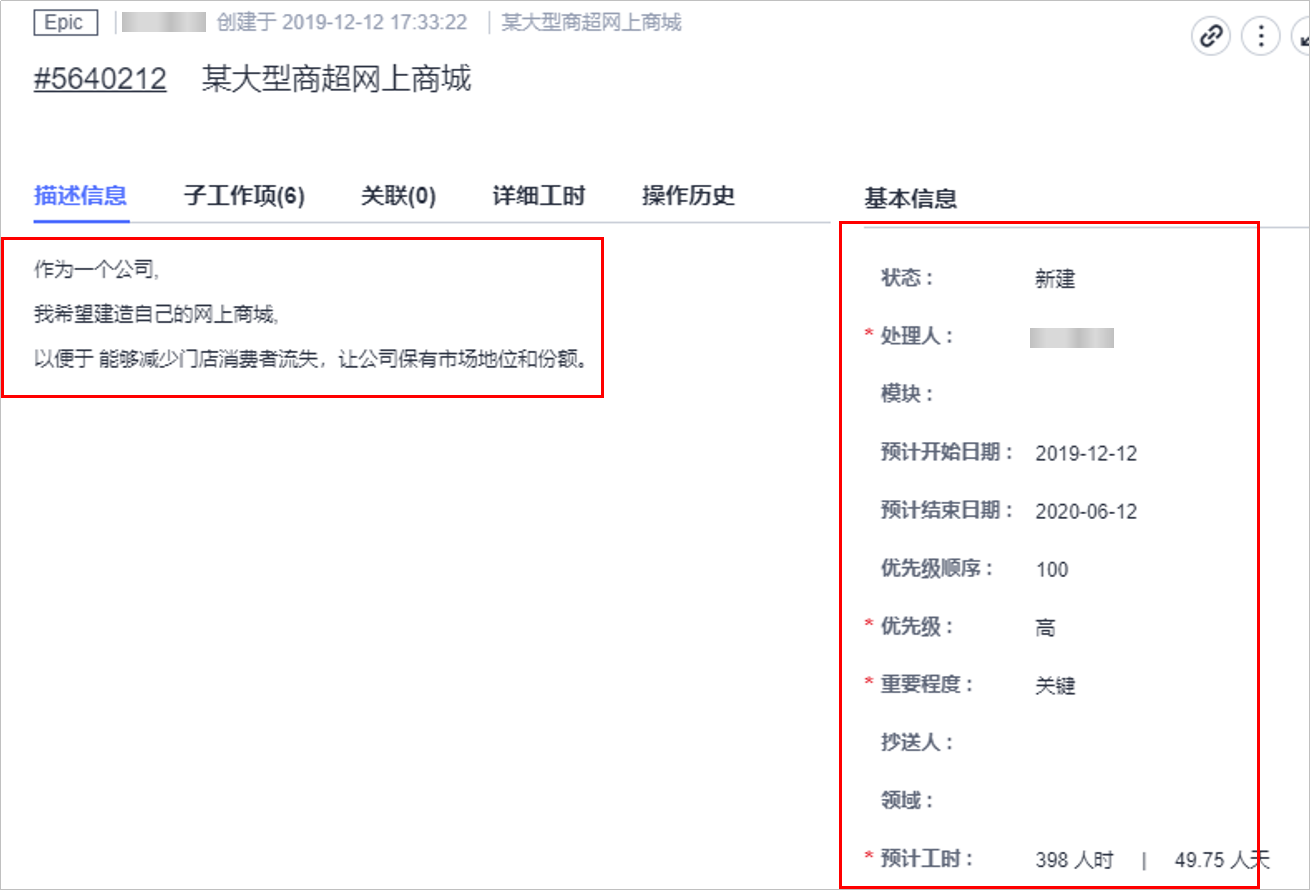 Epic 创建于 2019-12-12 17:33:22 某大型商超网上商城
#5640212 某大型商超网上商城
描述信息 子工作项(6) 关联(0) 详细工时 操作历史
作为一个公司,
我希望建造自己的网上商城,
以便于 能够减少门店消费者流失，让公司保有市场地位和份额。
基本信息
状态： 新建
* 处理人：
模块：
预计开始日期： 2019-12-12
预计结束日期： 2020-06-12
优先级顺序： 100
* 优先级： 高
* 重要程度： 关键
抄送人：
领域：
* 预计工时： 398 人时 | 49.75 人天